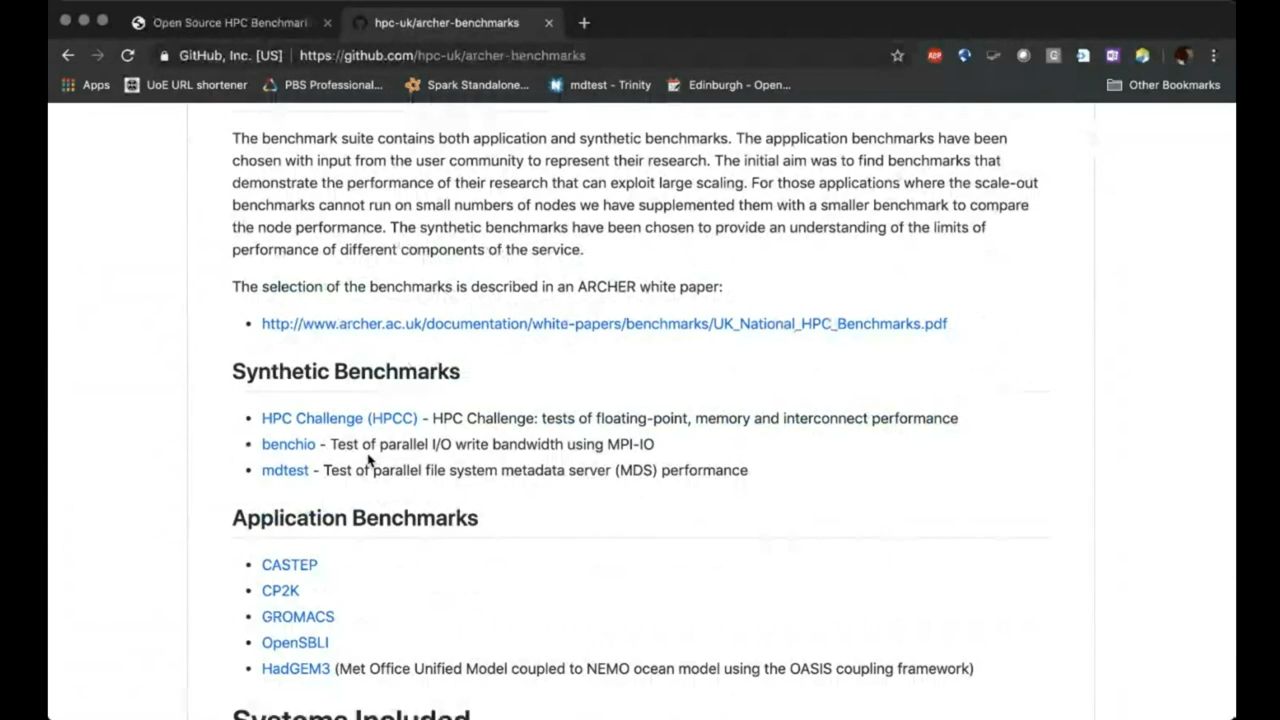 Open Source HPC Benchmark
hpc-uk/archer-benchmarks
GitHub, Inc. [US] https://github.com/hpc-uk/archer-benchmarks
Apps UoE URL shortener PBS Professional... Spark Standalone... mdtest - Trinity Edinburgh - Open... Other Bookmarks
The benchmark suite contains both application and synthetic benchmarks. The appplication benchmarks have been
chosen with input from the user community to represent their research. The initial aim was to find benchmarks that
demonstrate the performance of their research that can exploit large scaling. For those applications where the scale-out
benchmarks cannot run on small numbers of nodes we have supplemented them with a smaller benchmark to compare
the node performance. The synthetic benchmarks have been chosen to provide an understanding of the limits of
performance of different components of the service.
The selection of the benchmarks is described in an ARCHER white paper:
• http://www.archer.ac.uk/documentation/white-papers/benchmarks/UK_National_HPC_Benchmarks.pdf
Synthetic Benchmarks
• HPC Challenge (HPCC) - HPC Challenge: tests of floating-point, memory and interconnect performance
• benchio - Test of parallel I/O write bandwidth using MPI-IO
• mdtest - Test of parallel file system metadata server (MDS) performance
Application Benchmarks
• CASTEP
• CP2K
• GROMACS
• OpenSBLI
• HadGEM3 (Met Office Unified Model coupled to NEMO ocean model using the OASIS coupling framework)
Systems Included